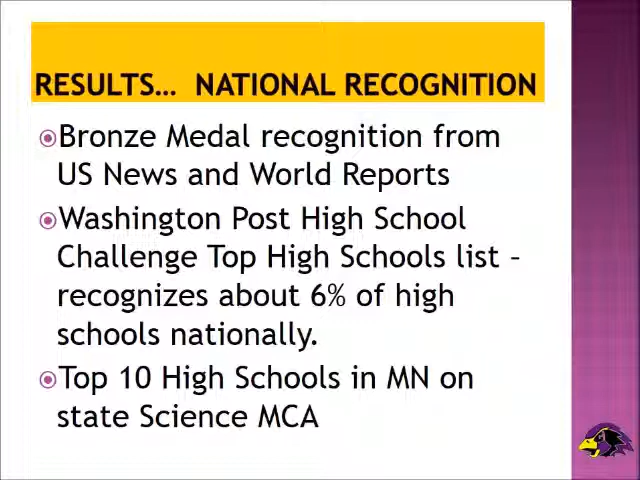 RESULTS… NATIONAL RECOGNITION
Bronze Medal recognition from
US News and World Reports
Washington Post High School
Challenge Top High Schools list –
recognizes about 6% of high
schools nationally.
Top 10 High Schools in MN on
state Science MCA